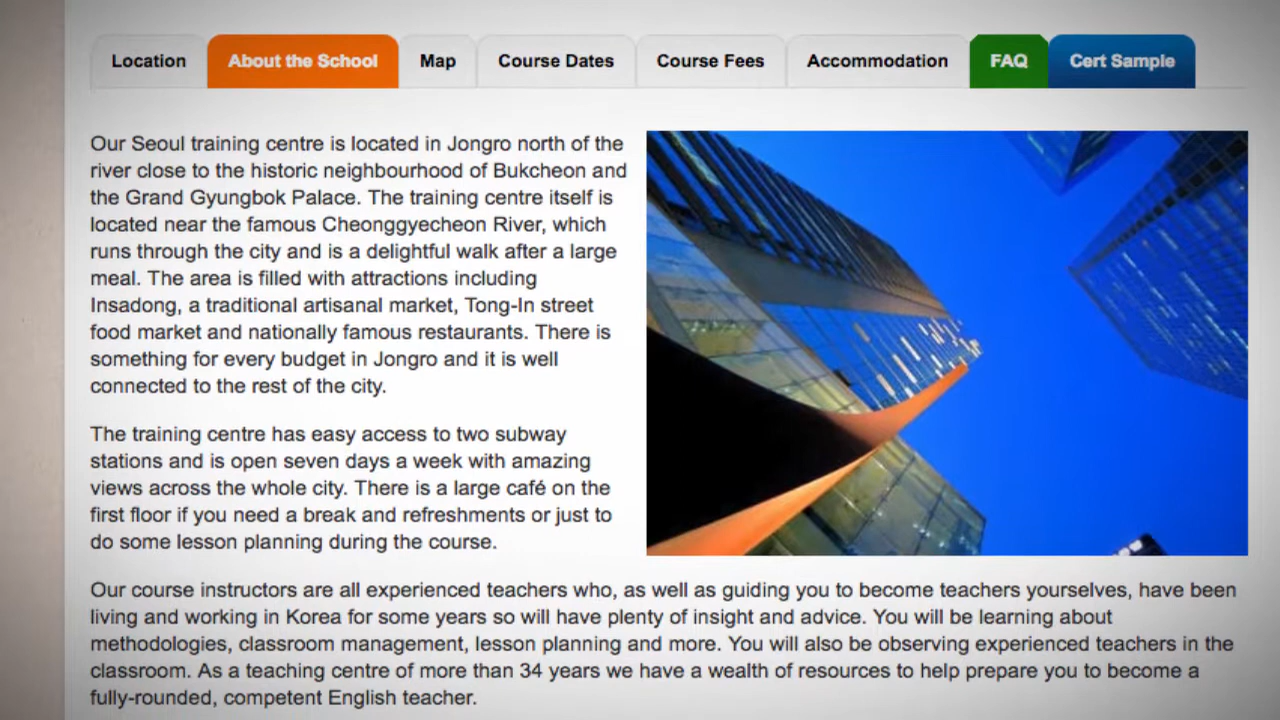 Location
About the School
Map
Course Dates
Course Fees
Accommodation
FAQ
Cert Sample
Our Seoul training centre is located in Jongro north of the
river close to the historic neighbourhood of Bukcheon and
the Grand Gyungbok Palace. The training centre itself is
located near the famous Cheonggyecheon River, which
runs through the city and is a delightful walk after a large
meal. The area is filled with attractions including
Insadong, a traditional artisanal market, Tong-In street
food market and nationally famous restaurants. There is
something for every budget in Jongro and it is well
connected to the rest of the city.
The training centre has easy access to two subway
stations and is open seven days a week with amazing
views across the whole city. There is a large café on the
first floor if you need a break and refreshments or just to
do some lesson planning during the course.
Our course instructors are all experienced teachers who, as well as guiding you to become teachers yourselves, have been
living and working in Korea for some years so will have plenty of insight and advice. You will be learning about
methodologies, classroom management, lesson planning and more. You will also be observing experienced teachers in the
classroom. As a teaching centre of more than 34 years we have a wealth of resources to help prepare you to become a
fully-rounded, competent English teacher.